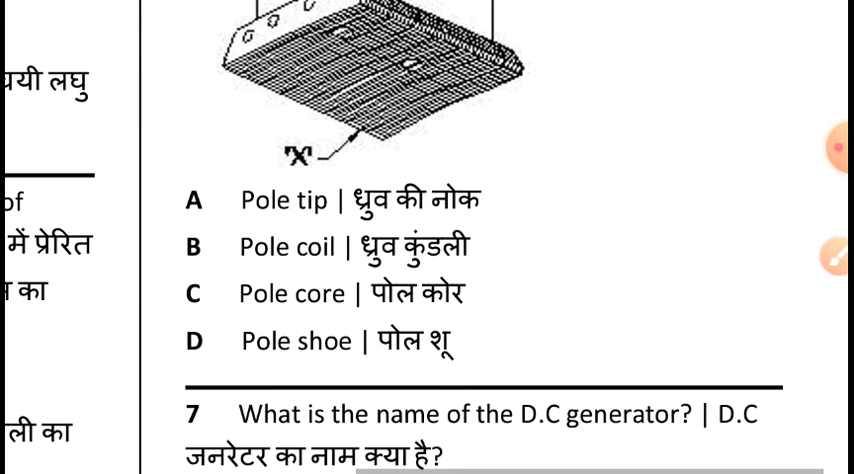 लघु
of
में प्रेरित
का
ली का
'X'
A Pole tip | ध्रुव की नोक
B Pole coil | ध्रुव कुंडली
C Pole core | पोल कोर
D Pole shoe | पोल शू
7 What is the name of the D.C generator? | D.C
जनरेटर का नाम क्या है?